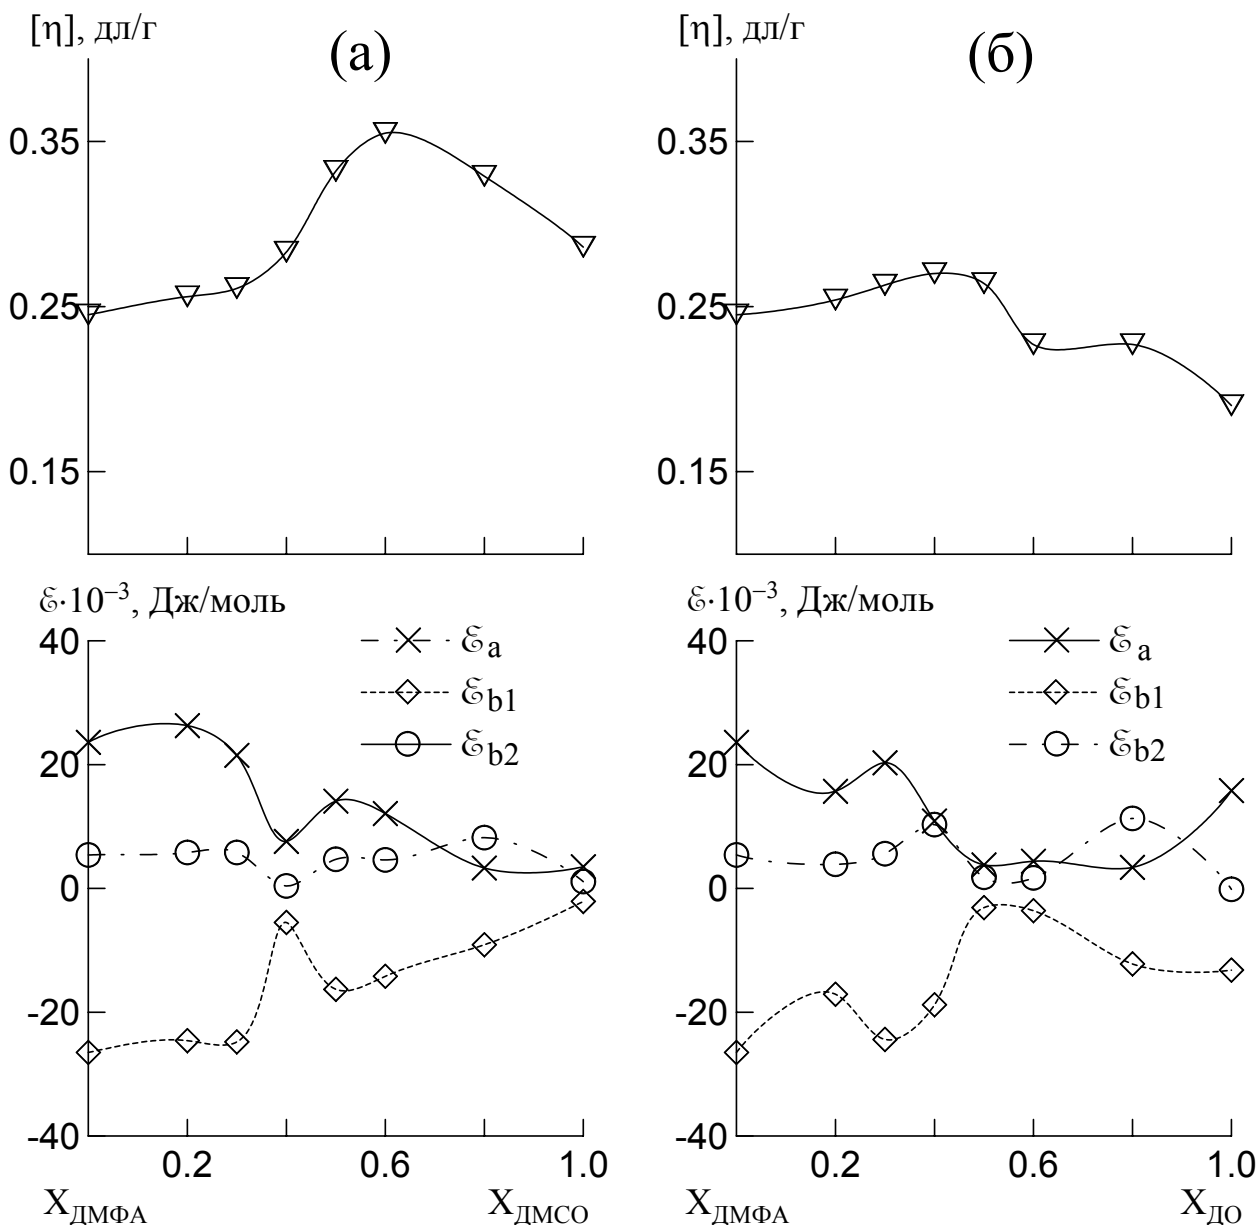 [η], дл/г
(а)
0.35
0.25
0.15
ℰ·10⁻³, Дж/моль
40
20
0
-20
-40
ℰa
ℰb1
ℰb2
0.2
0.6
1.0
XДМФА
XДМСО
[η], дл/г
(б)
0.35
0.25
0.15
ℰ·10⁻³, Дж/моль
40
20
0
-20
-40
ℰa
ℰb1
ℰb2
0.2
0.6
1.0
XДМФА
XДО